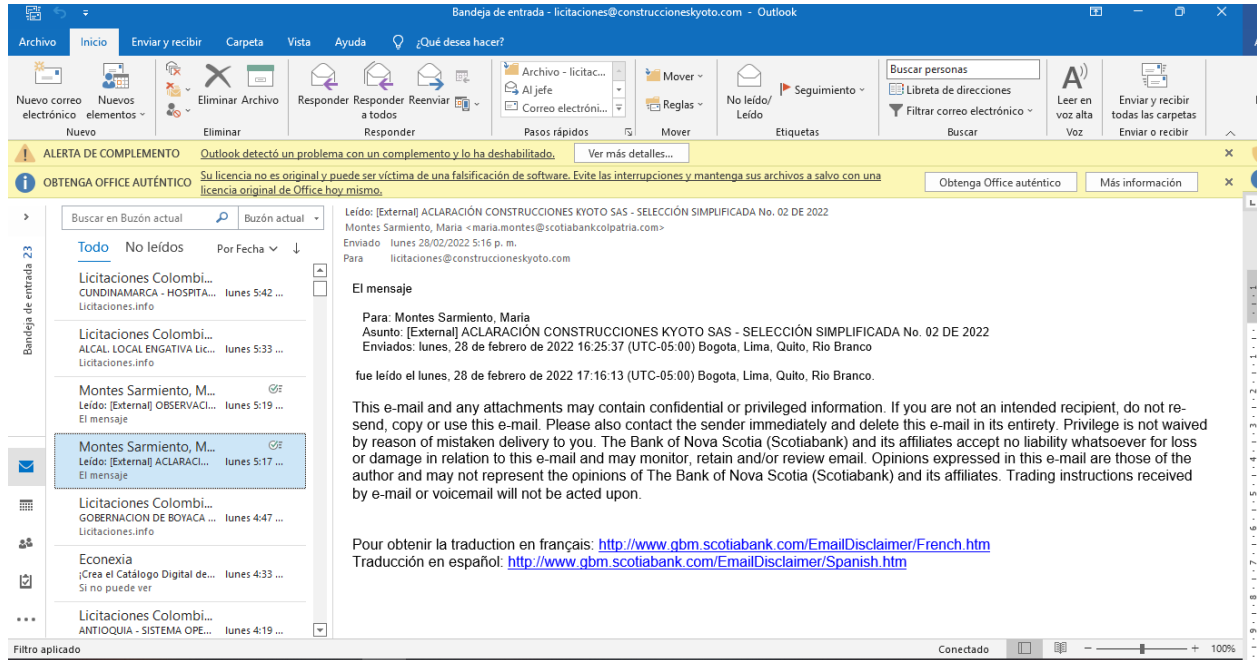 Bandeja de entrada - licitaciones@construccioneskyoto.com - Outlook
Archivo Inicio Enviar y recibir Carpeta Vista Ayuda ¿Qué desea hacer?
Nuevo correo electrónico
Nuevos elementos
Nuevo
Eliminar Archivo
Eliminar
Responder Responder a todos Reenviar
Responder
Archivo - licitac...
Al jefe
Correo electróni...
Pasos rápidos
Mover
Reglas
Mover
No leído/ Leído
Seguimiento
Etiquetas
Buscar personas
Libreta de direcciones
Filtrar correo electrónico
Buscar
Leer en voz alta
Voz
Enviar y recibir todas las carpetas
Enviar o recibir
ALERTA DE COMPLEMENTO Outlook detectó un problema con un complemento y lo ha deshabilitado. Ver más detalles...
OBTENGA OFFICE AUTÉNTICO Su licencia no es original y puede ser víctima de una falsificación de software. Evite las interrupciones y mantenga sus archivos a salvo con una
licencia original de Office hoy mismo.
Obtenga Office auténtico Más información
Bandeja de entrada 23
Buscar en Buzón actual Buzón actual
Todo No leídos Por Fecha
Licitaciones Colombi...
CUNDINAMARCA - HOSPITA... lunes 5:42 ...
Licitaciones.info
Licitaciones Colombi...
ALCAL. LOCAL ENGATIVA Lic... lunes 5:33 ...
Licitaciones.info
Montes Sarmiento, M...
Leído: [External] OBSERVACI... lunes 5:19 ...
El mensaje
Montes Sarmiento, M...
Leído: [External] ACLARACI... lunes 5:17 ...
El mensaje
Licitaciones Colombi...
GOBERNACION DE BOYACA ... lunes 4:47 ...
Licitaciones.info
Econexia
¡Crea el Catálogo Digital de... lunes 4:33 ...
Si no puede ver
Licitaciones Colombi...
ANTIOQUIA - SISTEMA OPE... lunes 4:19 ...
Leído: [External] ACLARACIÓN CONSTRUCCIONES KYOTO SAS - SELECCIÓN SIMPLIFICADA No. 02 DE 2022
Montes Sarmiento, Maria <maria.montes@scotiabankcolpatria.com>
Enviado lunes 28/02/2022 5:16 p. m.
Para licitaciones@construccioneskyoto.com
El mensaje
Para: Montes Sarmiento, Maria
Asunto: [External] ACLARACIÓN CONSTRUCCIONES KYOTO SAS - SELECCIÓN SIMPLIFICADA No. 02 DE 2022
Enviados: lunes, 28 de febrero de 2022 16:25:37 (UTC-05:00) Bogota, Lima, Quito, Rio Branco
fue leído el lunes, 28 de febrero de 2022 17:16:13 (UTC-05:00) Bogota, Lima, Quito, Rio Branco.
This e-mail and any attachments may contain confidential or privileged information. If you are not an intended recipient, do not re-
send, copy or use this e-mail. Please also contact the sender immediately and delete this e-mail in its entirety. Privilege is not waived
by reason of mistaken delivery to you. The Bank of Nova Scotia (Scotiabank) and its affiliates accept no liability whatsoever for loss
or damage in relation to this e-mail and may monitor, retain and/or review email. Opinions expressed in this e-mail are those of the
author and may not represent the opinions of The Bank of Nova Scotia (Scotiabank) and its affiliates. Trading instructions received
by e-mail or voicemail will not be acted upon.
Pour obtenir la traduction en français: http://www.gbm.scotiabank.com/EmailDisclaimer/French.htm
Traducción en español: http://www.gbm.scotiabank.com/EmailDisclaimer/Spanish.htm
Filtro aplicado
Conectado
100%